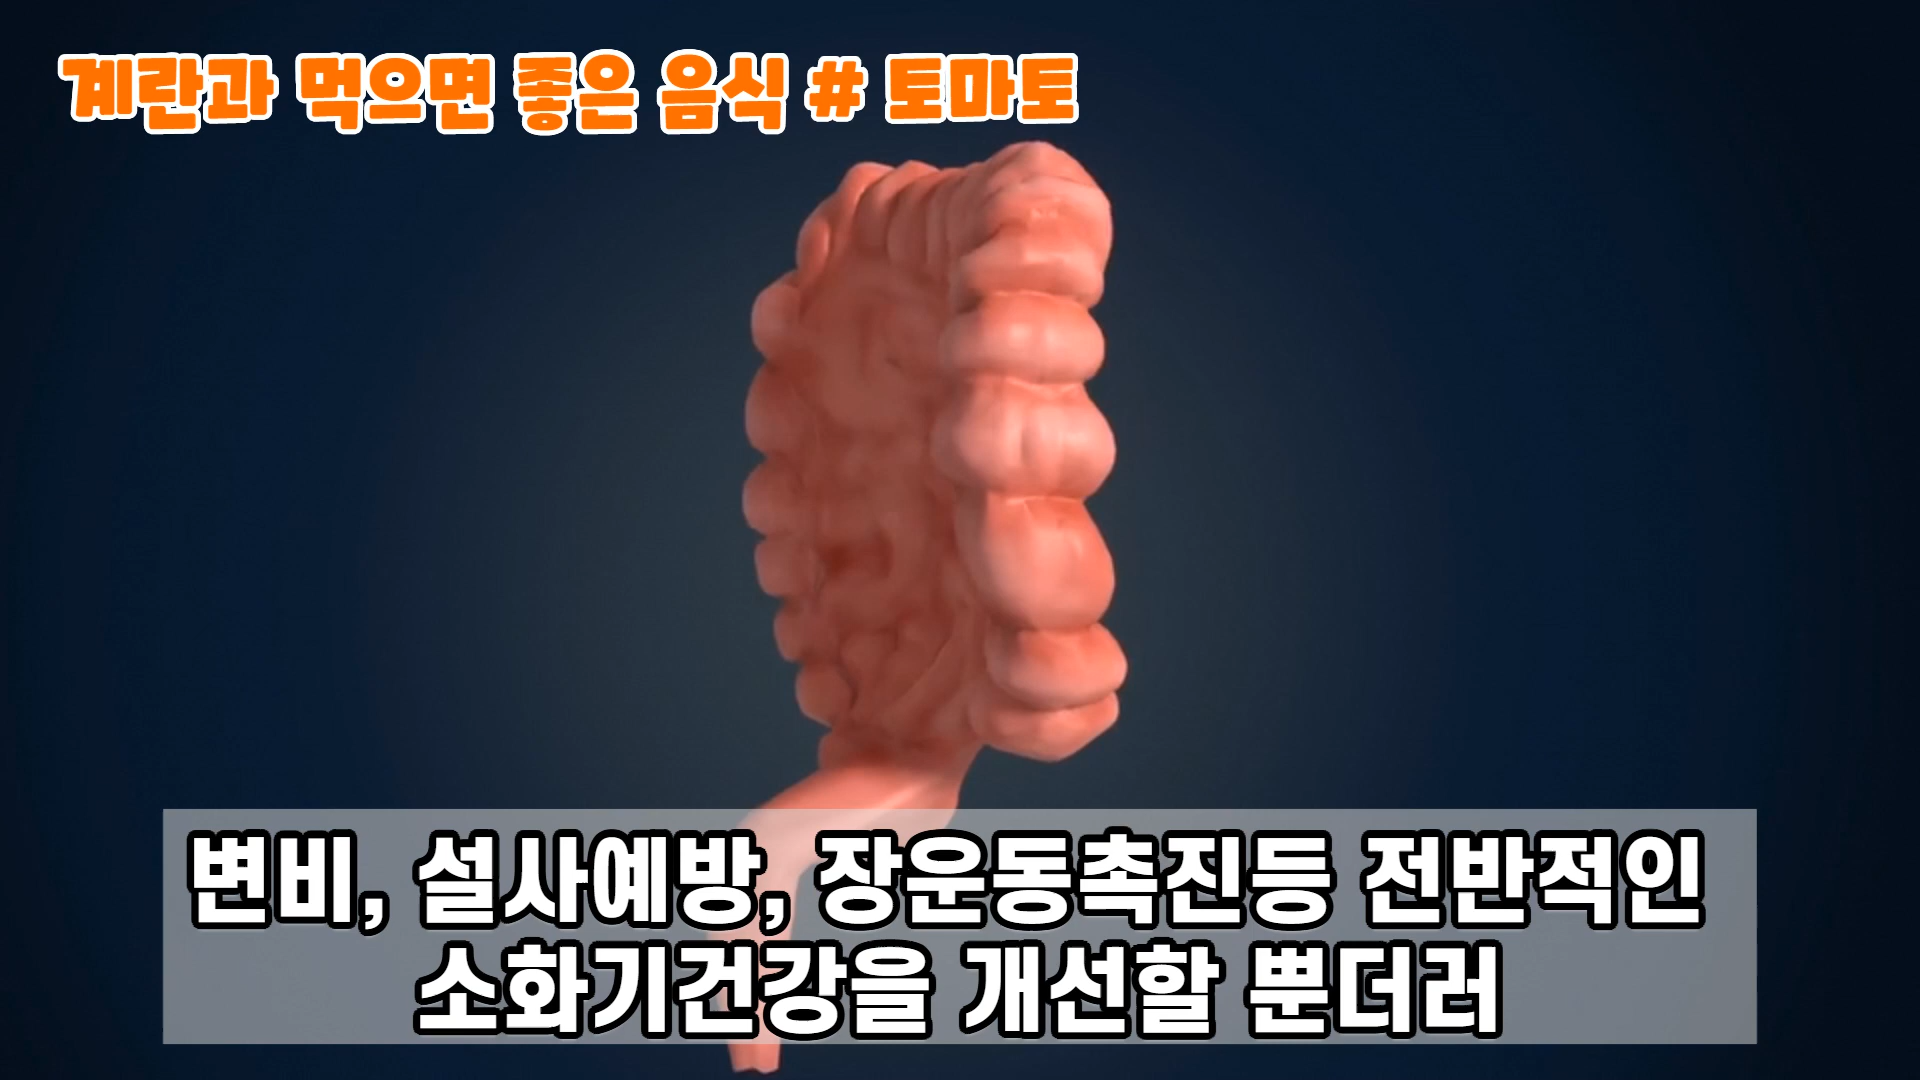 계란과 먹으면 좋은 음식 # 토마토
변비, 설사예방, 장운동촉진등 전반적인
소화기건강을 개선할 뿐더러